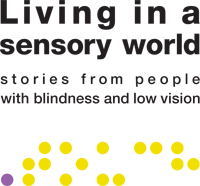 Living in a
sensory world
stories from people
with blindness and low vision